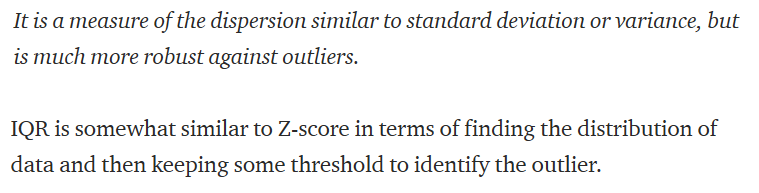 It is a measure of the dispersion similar to standard deviation or variance, but
is much more robust against outliers.
IQR is somewhat similar to Z-score in terms of finding the distribution of
data and then keeping some threshold to identify the outlier.